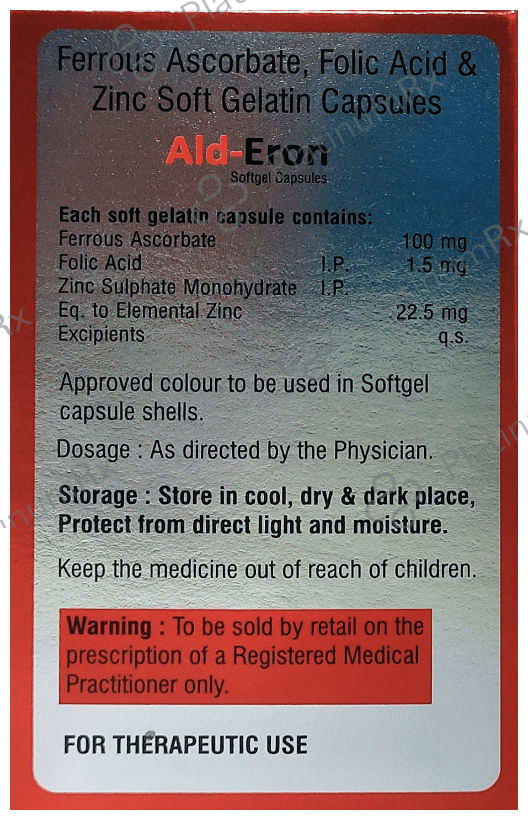 Ferrous Ascorbate, Folic Acid &
Zinc Soft Gelatin Capsules
Ald-Eron
Softgel Capsules
Each soft gelatin capsule contains:
Ferrous Ascorbate 100 mg
Folic Acid I.P. 1.5 mg
Zinc Sulphate Monohydrate I.P.
Eq. to Elemental Zinc 22.5 mg
Excipients q.s.
Approved colour to be used in Softgel
capsule shells.
Dosage : As directed by the Physician.
Storage : Store in cool, dry & dark place,
Protect from direct light and moisture.
Keep the medicine out of reach of children.
Warning : To be sold by retail on the
prescription of a Registered Medical
Practitioner only.
FOR THERAPEUTIC USE